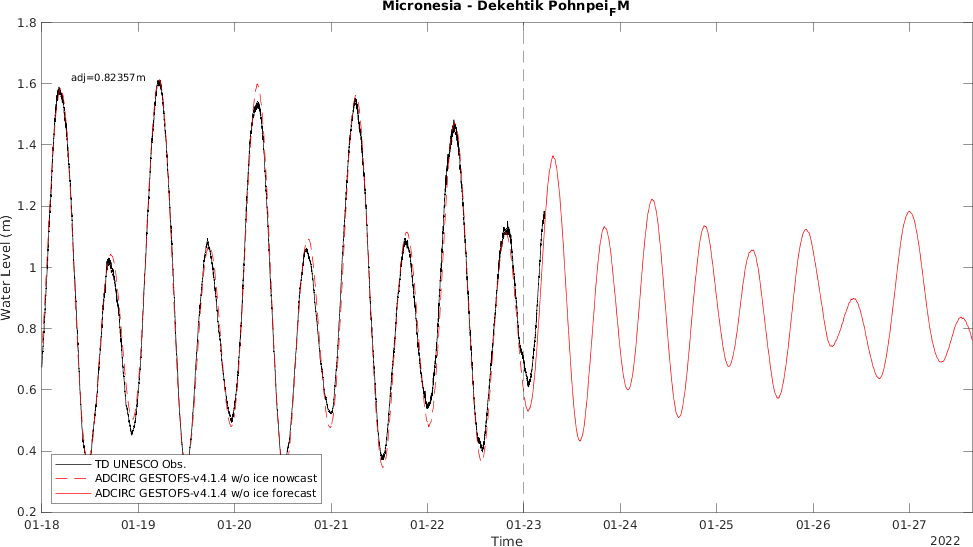 Micronesia - Dekehtik Pohnpei_FM
1.8
1.6
1.4
1.2
1
0.8
0.6
0.4
0.2
Water Level (m)
adj=0.82357m
TD UNESCO Obs.
ADCIRC GESTOFS-v4.1.4 w/o ice nowcast
ADCIRC GESTOFS-v4.1.4 w/o ice forecast
01-18 01-19 01-20 01-21 01-22 01-23 01-24 01-25 01-26 01-27
Time
2022